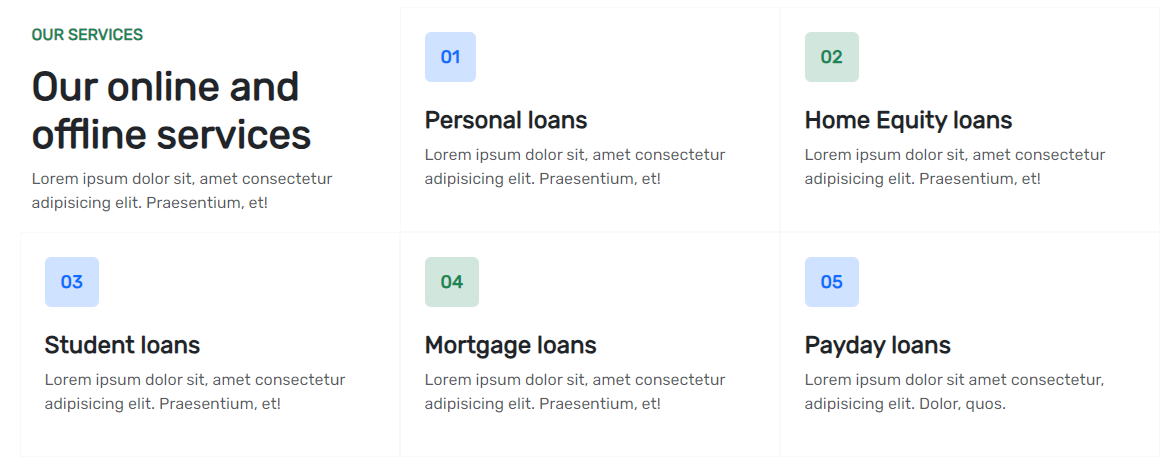 OUR SERVICES
Our online and
offline services
Lorem ipsum dolor sit, amet consectetur
adipisicing elit. Praesentium, et!
01
Personal loans
Lorem ipsum dolor sit, amet consectetur
adipisicing elit. Praesentium, et!
02
Home Equity loans
Lorem ipsum dolor sit, amet consectetur
adipisicing elit. Praesentium, et!
03
Student loans
Lorem ipsum dolor sit, amet consectetur
adipisicing elit. Praesentium, et!
04
Mortgage loans
Lorem ipsum dolor sit, amet consectetur
adipisicing elit. Praesentium, et!
05
Payday loans
Lorem ipsum dolor sit amet consectetur,
adipisicing elit. Dolor, quos.